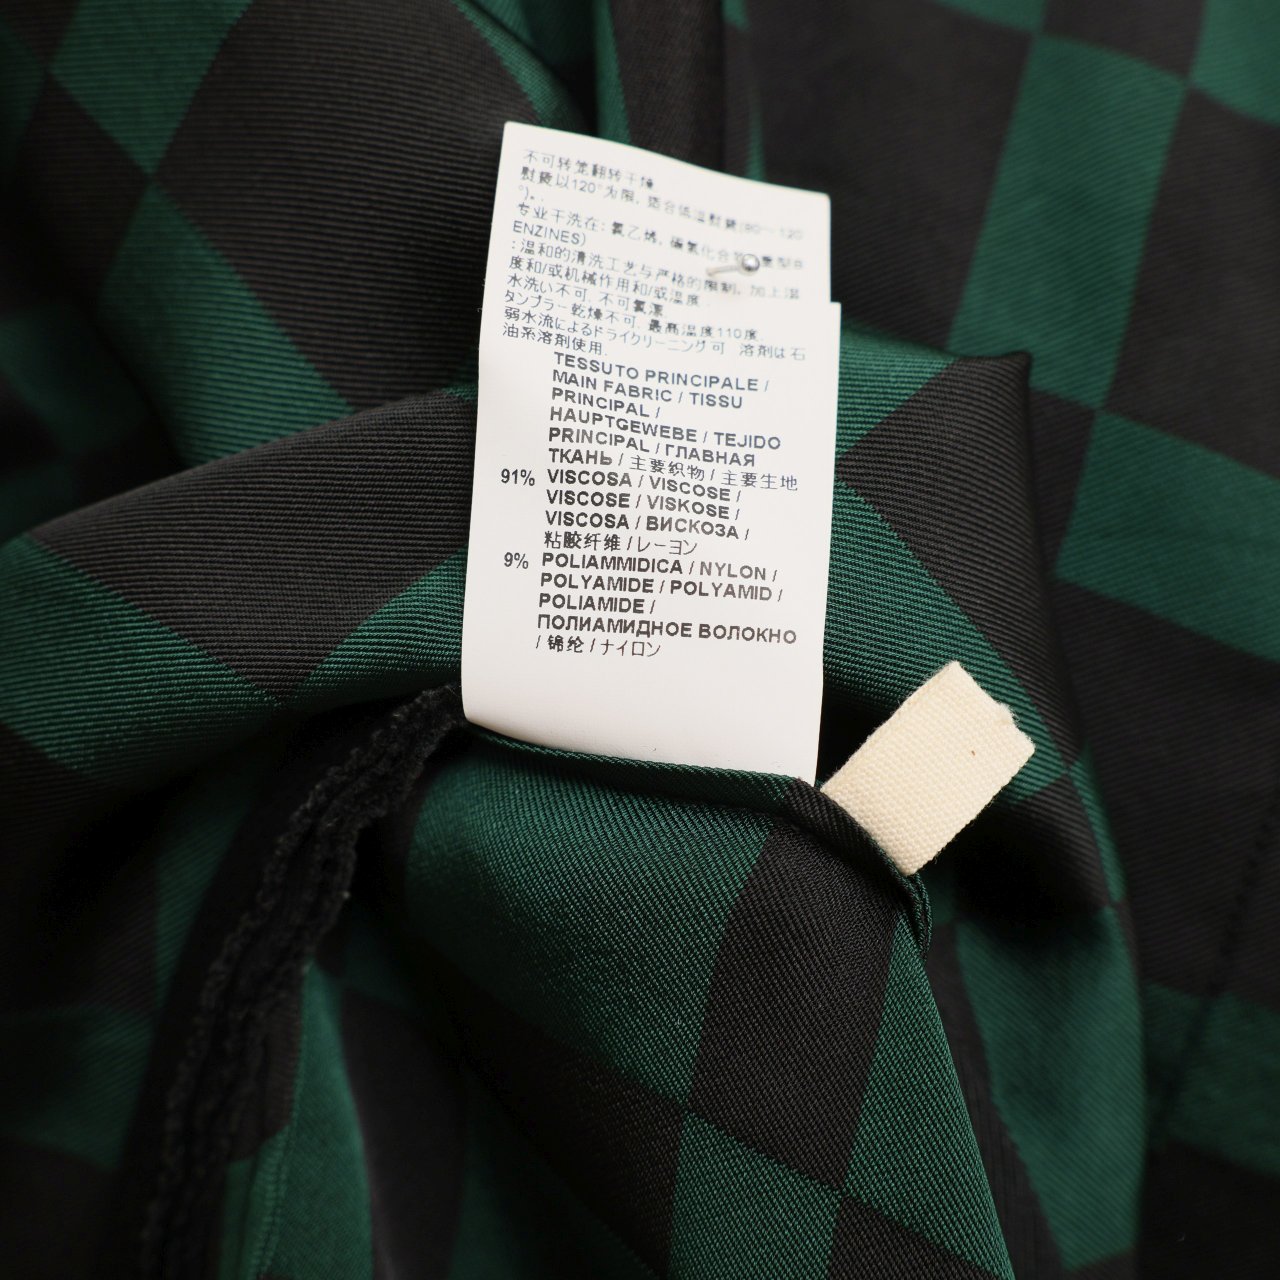 不可转笼翻转干燥.
熨烫以120°为限, 适合低温熨烫(80°~120
°)。.
专业干洗在: 氯乙烯, 碳氢化合物 重型B
ENZINES)
: 温和的清洗工艺与严格的限制, 加上湿
度和/或机械作用和/或温度 .
水洗い不可. 不可氯漂
タンブラー乾燥不可. 最高温度110度.
弱水流によるドライクリーニング可 溶剤は石
油系溶剤使用.
TESSUTO PRINCIPALE /
MAIN FABRIC / TISSU
PRINCIPAL /
HAUPTGEWEBE / TEJIDO
PRINCIPAL / ГЛАВНАЯ
ТКАНЬ / 主要织物 / 主要生地
91% VISCOSA / VISCOSE /
VISCOSE / VISKOSE /
VISCOSA / ВИСКОЗА /
粘胶纤维 / レーヨン
9% POLIAMMIDICA / NYLON /
POLYAMIDE / POLYAMID /
POLIAMIDE /
ПОЛИАМИДНОЕ ВОЛОКНО
/ 锦纶 / ナイロン